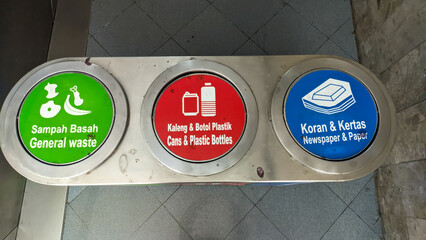 Sampah Basah
General waste
Kaleng & Botol Plastik
Cans & Plastic Bottles
Koran & Kertas
Newspaper & Paper